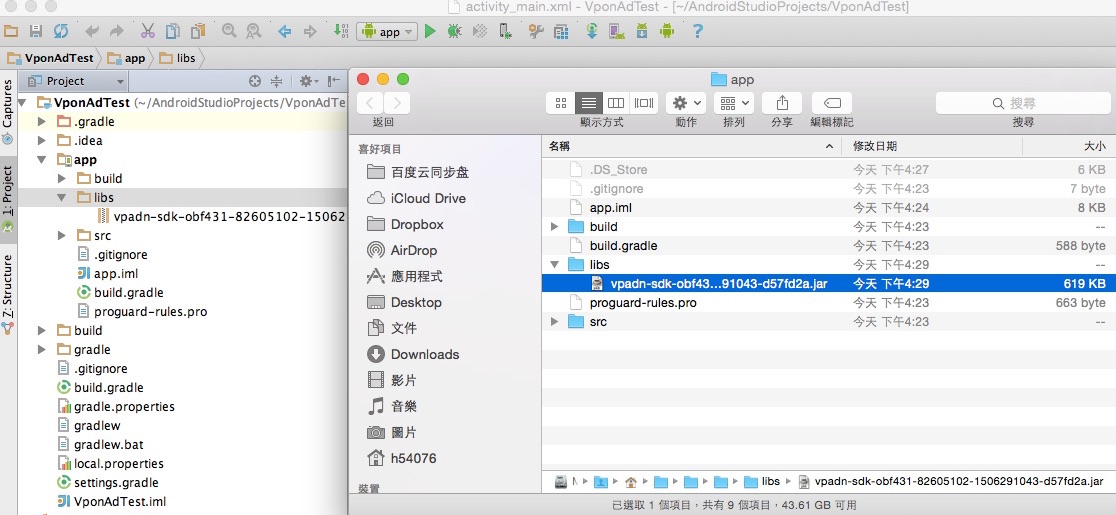 activity_main.xml - VponAdTest - [~/AndroidStudioProjects/VponAdTest]
app
VponAdTest app libs
Captures
1: Project
Z: Structure
Project
VponAdTest (~/AndroidStudioProjects/VponAdTe
.gradle
.idea
app
build
libs
vpadn-sdk-obf431-82605102-15062
src
.gitignore
app.iml
build.gradle
proguard-rules.pro
build
gradle
.gitignore
build.gradle
gradle.properties
gradlew
gradlew.bat
local.properties
settings.gradle
VponAdTest.iml
app
搜尋
返回 顯示方式 動作 排列 分享 編輯標記 搜尋
喜好項目
百度云同步盘
iCloud Drive
Dropbox
AirDrop
應用程式
Desktop
文件
Downloads
影片
音樂
圖片
h54076
裝置
名稱 修改日期 大小
.DS_Store 今天 下午4:27 6 KB
.gitignore 今天 下午4:23 7 byte
app.iml 今天 下午4:24 8 KB
build 今天 下午4:23 --
build.gradle 今天 下午4:23 588 byte
libs 今天 下午4:29 --
vpadn-sdk-obf43...91043-d57fd2a.jar 今天 下午4:29 619 KB
proguard-rules.pro 今天 下午4:23 663 byte
src 今天 下午4:23 --
libs vpadn-sdk-obf431-82605102-1506291043-d57fd2a.jar
已選取 1 個項目，共有 9 個項目，43.61 GB 可用